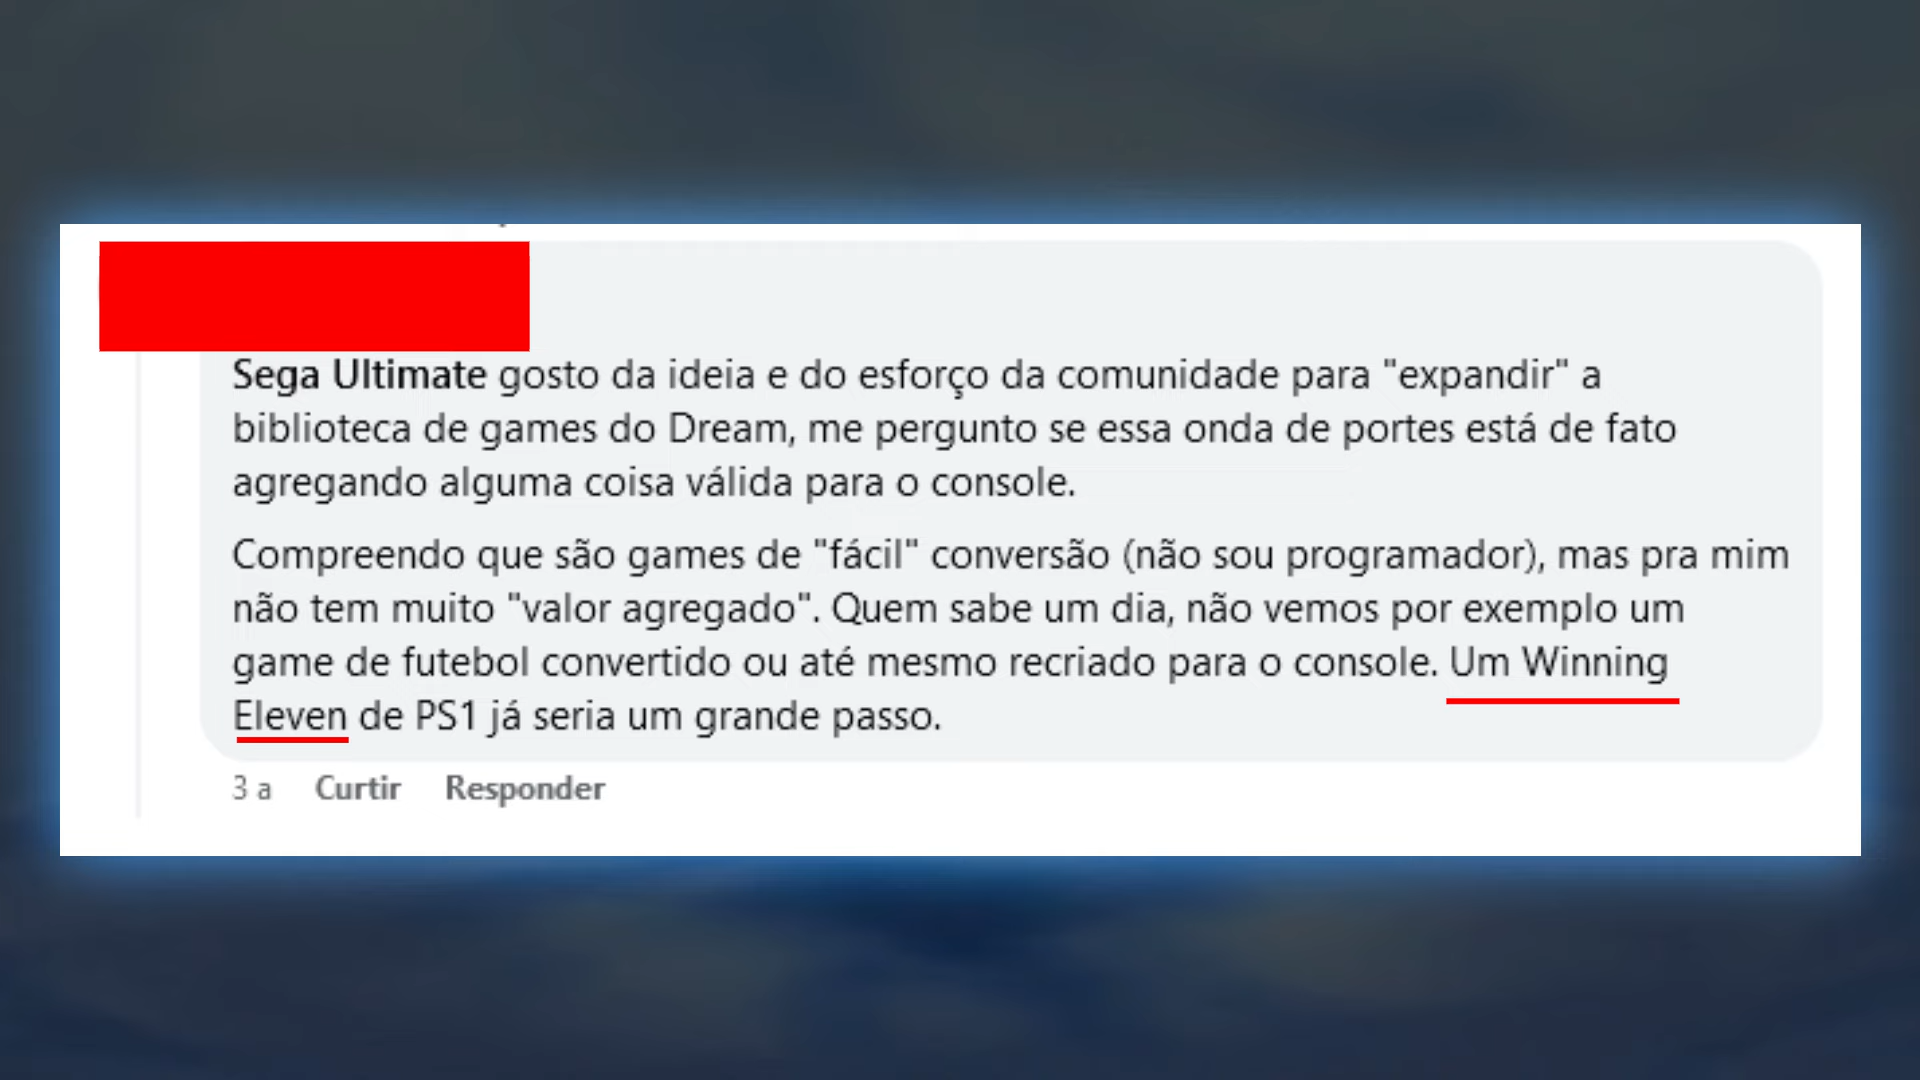 Sega Ultimate gosto da ideia e do esforço da comunidade para "expandir" a
biblioteca de games do Dream, me pergunto se essa onda de portes está de fato
agregando alguma coisa válida para o console.
Compreendo que são games de "fácil" conversão (não sou programador), mas pra mim
não tem muito "valor agregado". Quem sabe um dia, não vemos por exemplo um
game de futebol convertido ou até mesmo recriado para o console. Um Winning
Eleven de PS1 já seria um grande passo.
3 a Curtir Responder